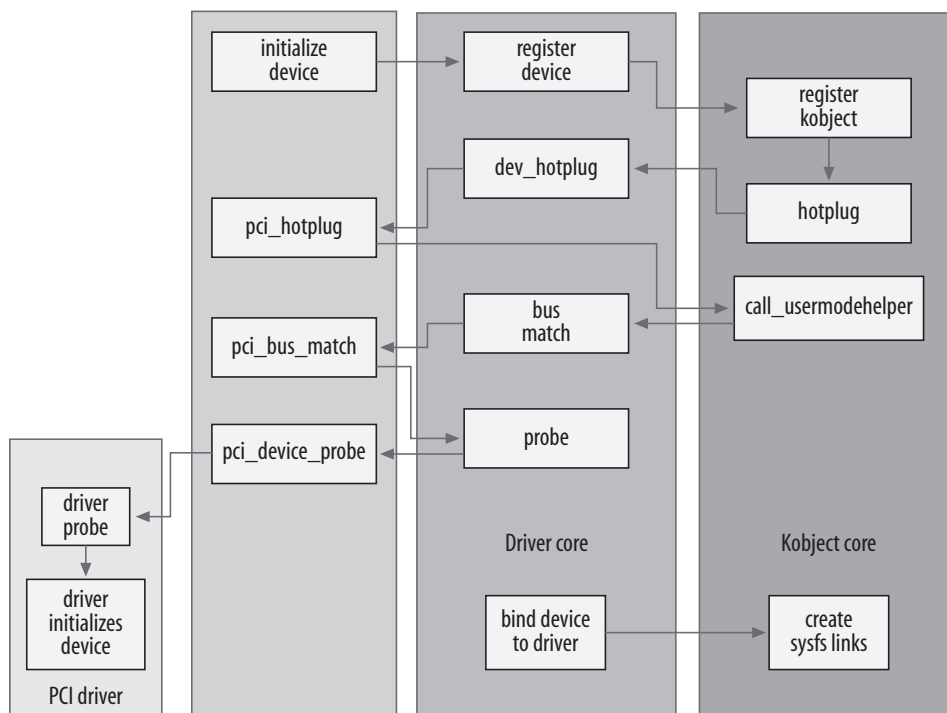 initialize
device
register
device
register
kobject
dev_hotplug
hotplug
pci_hotplug
call_usermodehelper
bus
match
pci_bus_match
probe
pci_device_probe
driver
probe
Driver core
Kobject core
driver
initializes
device
bind device
to driver
create
sysfs links
PCI driver